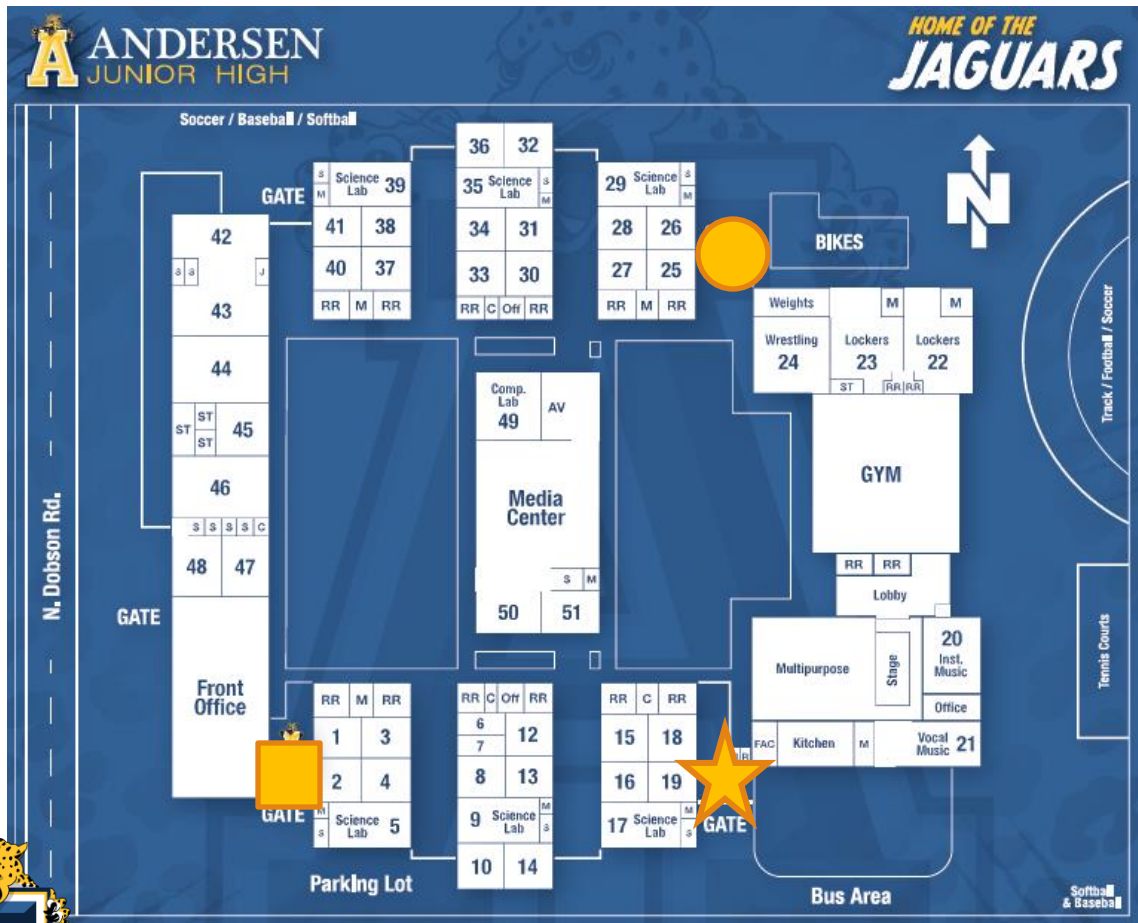 ANDERSEN
JUNIOR HIGH
HOME OF THE
JAGUARS
Soccer / Baseball / Softball
N
N. Dobson Rd.
GATE
S
M
Science
Lab 39
41 38
40 37
RR M RR
36 32
35 Science
Lab
S
M
34 31
33 30
RR C Off RR
29 Science
Lab
S
M
28 26
27 25
RR M RR
BIKES
Weights
M
M
Wrestling
24
Lockers
23
Lockers
22
ST
RR RR
GYM
RR RR
Lobby
Track / Football / Soccer
Tennis Courts
42
S S
J
43
44
ST
ST
ST
45
46
S S S S C
48 47
GATE
Front
Office
Comp.
Lab
49
AV
Media
Center
S M
50 51
Multipurpose
Stage
20
Inst.
Music
Office
FAC
Kitchen
M
Vocal
Music 21
RR M RR
1 3
2 4
GATE
M
S
Science
Lab 5
RR C Off RR
6
7
12
8 13
9 Science
Lab
M
S
10 14
RR C RR
15 18
16 19
17 Science
Lab
M
S
GATE
Parking Lot
Bus Area
Softball
& Baseball